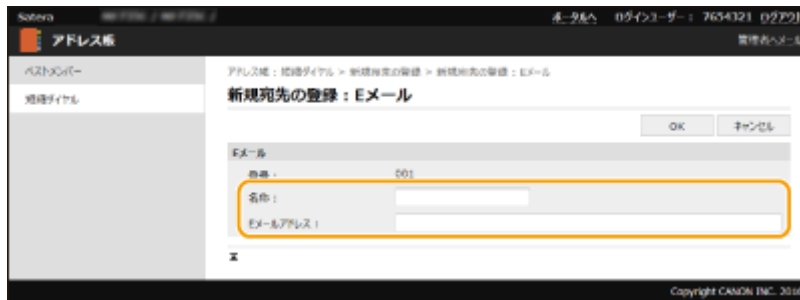 Satera
ポータルへ ログインユーザー： 7654321 ログアウト
アドレス帳
管理者へメール
ベストメンバー
短縮ダイヤル
アドレス帳：短縮ダイヤル > 新規宛先の登録 > 新規宛先の登録：Eメール
新規宛先の登録：Eメール
OK キャンセル
Eメール
番号： 001
名称：
Eメールアドレス：
Copyright CANON INC. 2016